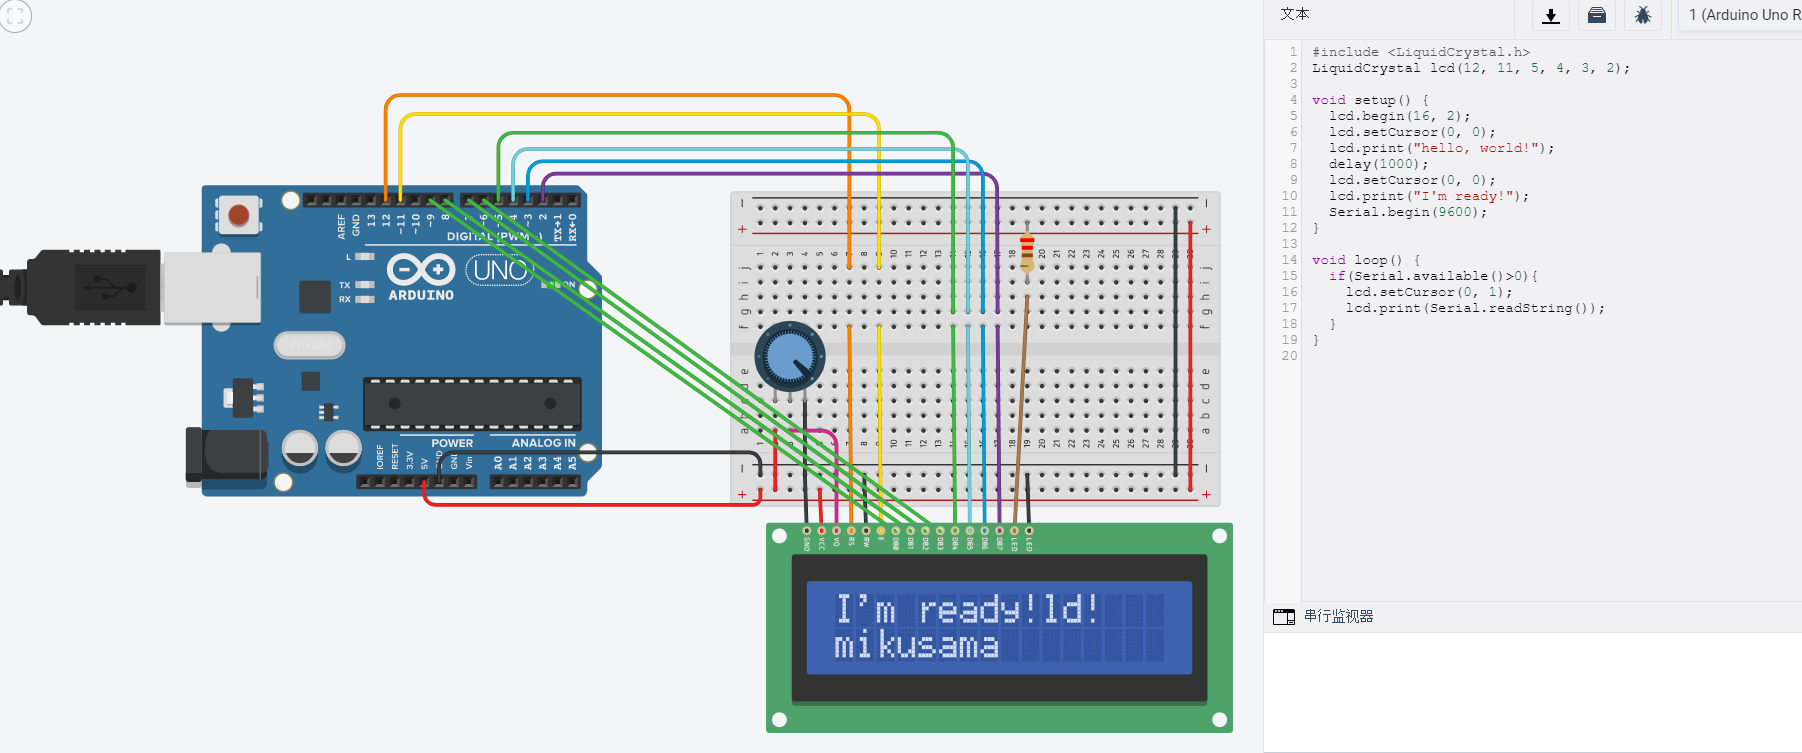 文本
1 (Arduino Uno R
1 #include <LiquidCrystal.h>
2 LiquidCrystal lcd(12, 11, 5, 4, 3, 2);
3
4 void setup() {
5 lcd.begin(16, 2);
6 lcd.setCursor(0, 0);
7 lcd.print("hello, world!");
8 delay(1000);
9 lcd.setCursor(0, 0);
10 lcd.print("I'm ready!");
11 Serial.begin(9600);
12 }
13
14 void loop() {
15 if(Serial.available()>0){
16 lcd.setCursor(0, 1);
17 lcd.print(Serial.readString());
18 }
19 }
20
串行监视器
AREF GND 13 12 ~11 ~10 ~9 8 4 ~3 2 TX→1 RX←0
DIGITAL (PWM
L
TX
RX
ARDUINO
UNO
ON
POWER ANALOG IN
IOREF RESET 3.3V 5V Vin A0 A1 A2 A3 A4 A5
GND VCC VO RS RW E DB0 DB1 DB2 DB3 DB4 DB5 DB6 DB7 LED LED
I'm ready!ld!
mikusama